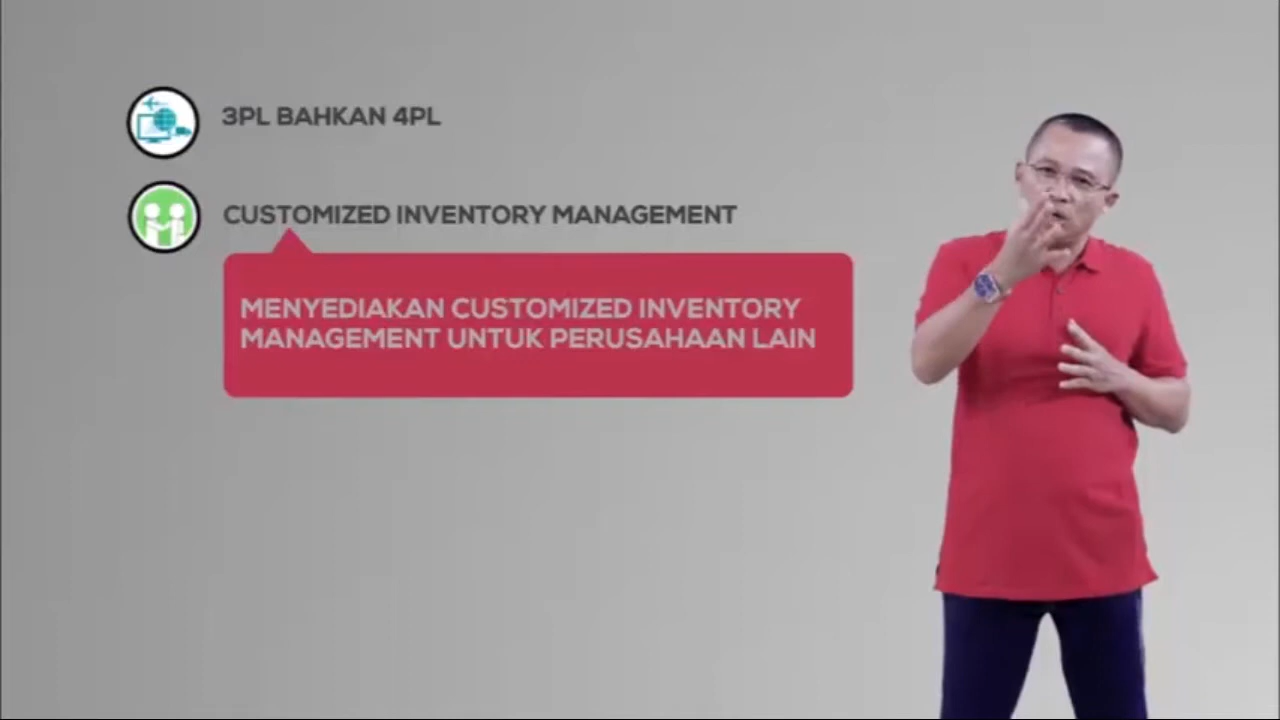 3PL BAHKAN 4PL
CUSTOMIZED INVENTORY MANAGEMENT
MENYEDIAKAN CUSTOMIZED INVENTORY
MANAGEMENT UNTUK PERUSAHAAN LAIN